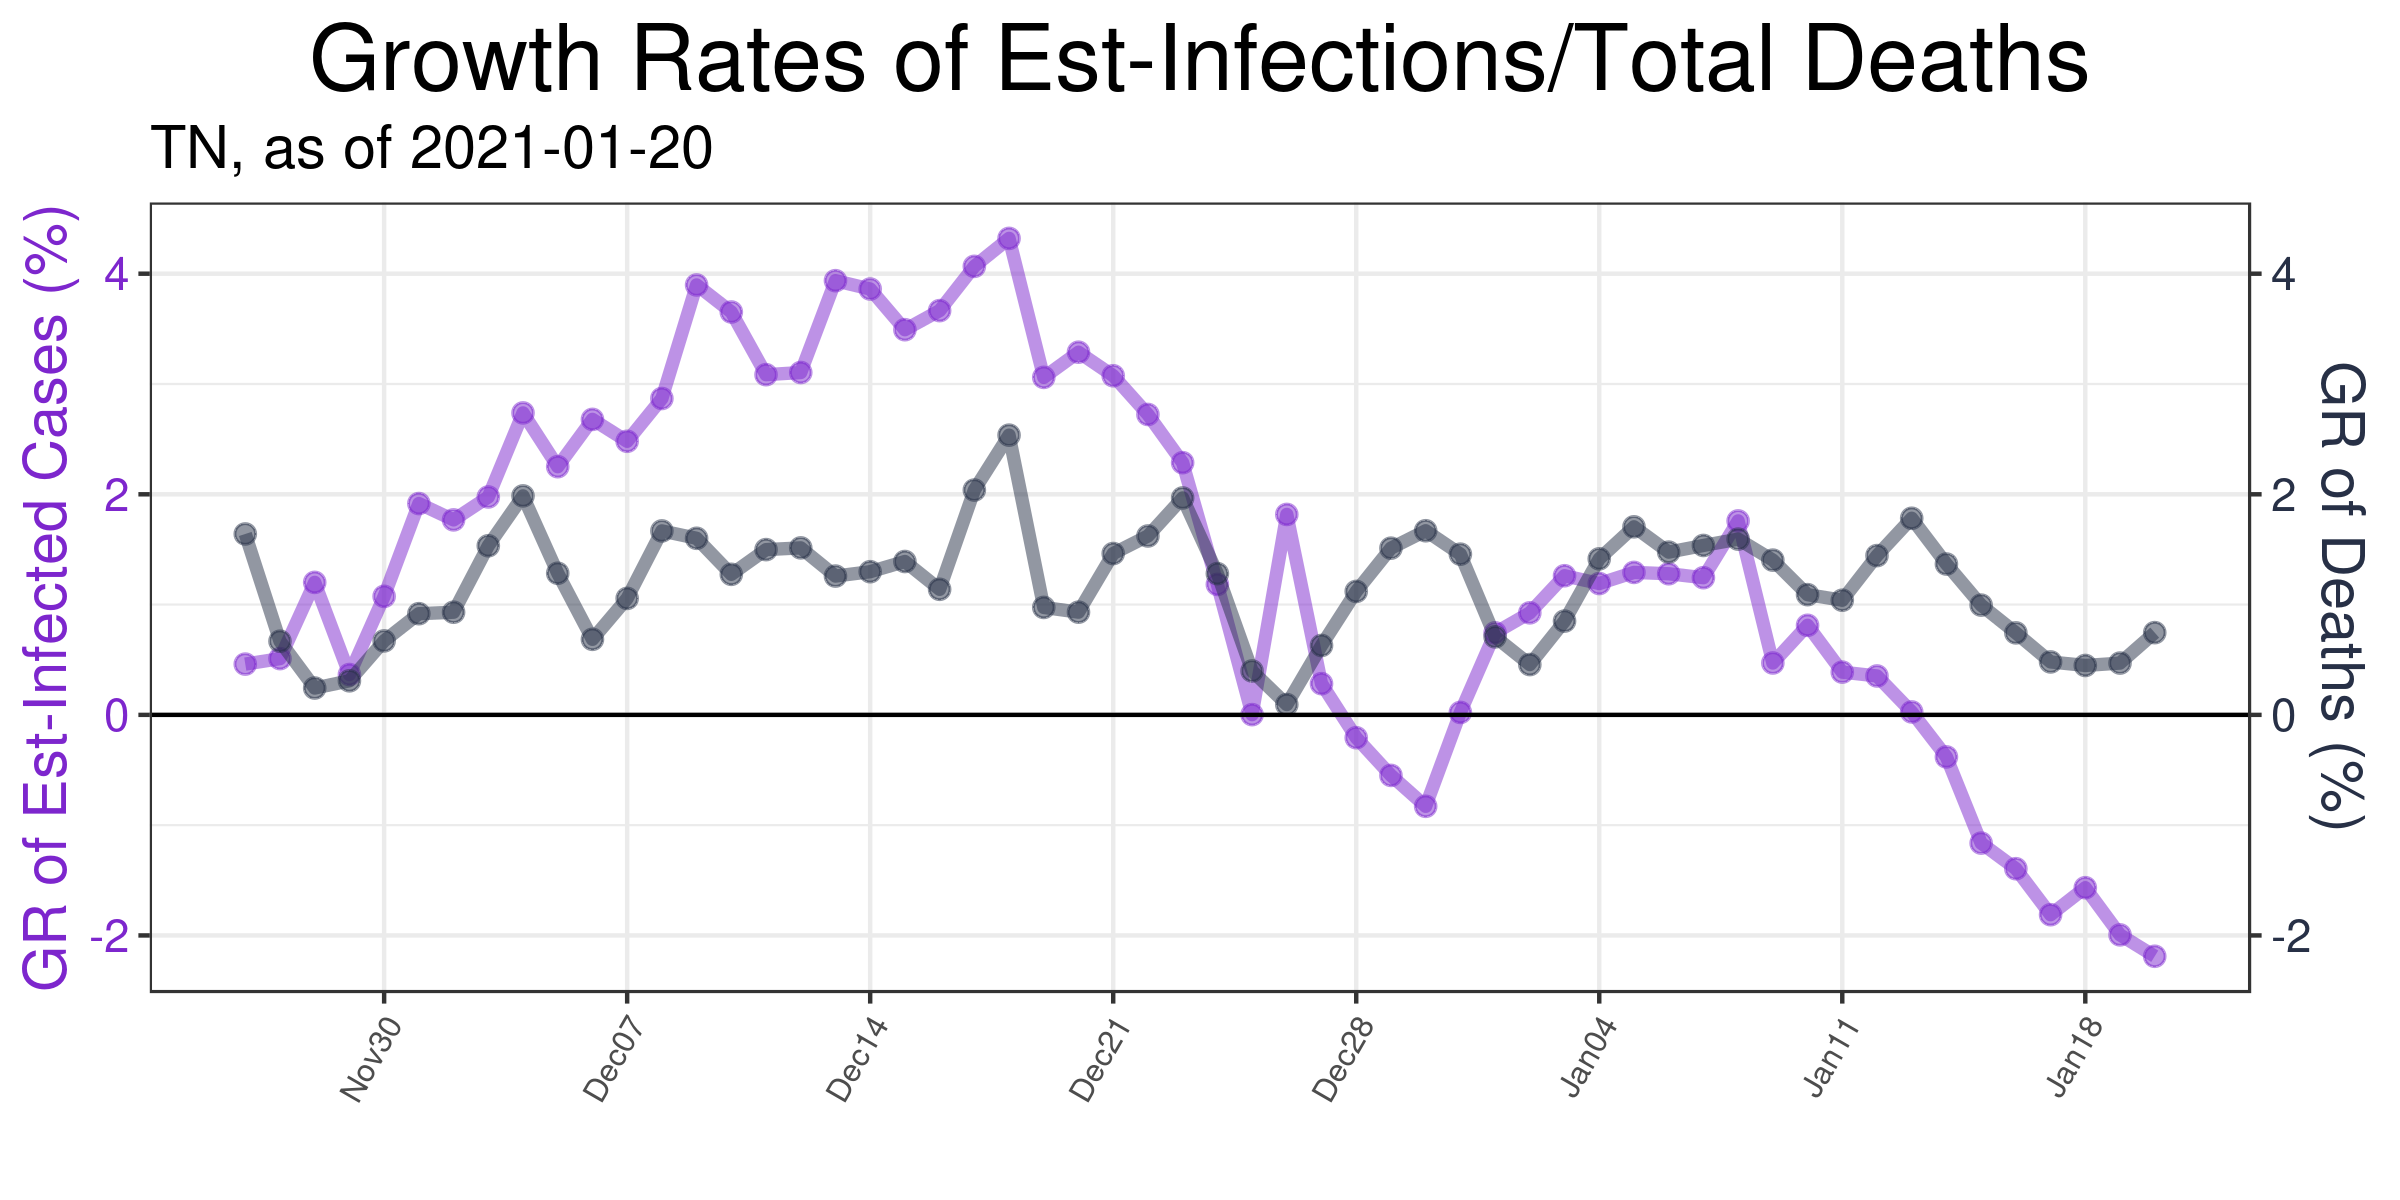 Growth Rates of Est-Infections/Total Deaths
TN, as of 2021-01-20
GR of Est-Infected Cases (%)
4
2
0
-2
4
2
0
-2
GR of Deaths (%)
Nov30
Dec07
Dec14
Dec21
Dec28
Jan04
Jan11
Jan18